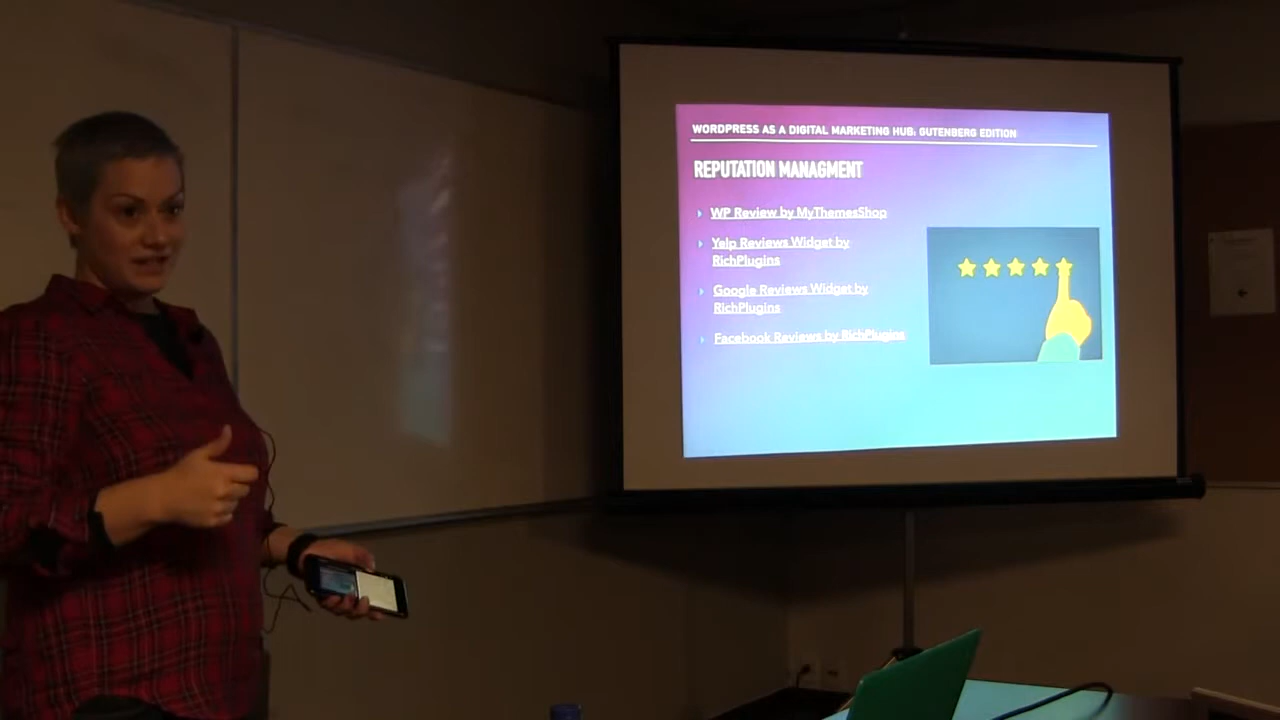 WORDPRESS AS A DIGITAL MARKETING HUB: GUTENBERG EDITION
REPUTATION MANAGMENT
WP Review by MyThemesShop
Yelp Reviews Widget by
RichPlugins
Google Reviews Widget by
RichPlugins
Facebook Reviews by RichPlugins